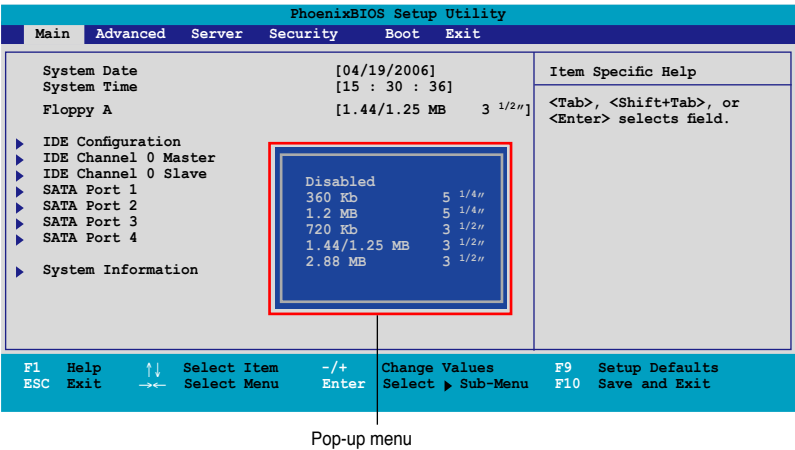 PhoenixBIOS Setup Utility
Main Advanced Server Security Boot Exit
System Date [04/19/2006]
System Time [15 : 30 : 36]
Floppy A [1.44/1.25 MB 3 1/2"]
IDE Configuration
IDE Channel 0 Master
IDE Channel 0 Slave
SATA Port 1
SATA Port 2
SATA Port 3
SATA Port 4
System Information
Disabled
360 Kb 5 1/4"
1.2 MB 5 1/4"
720 Kb 3 1/2"
1.44/1.25 MB 3 1/2"
2.88 MB 3 1/2"
Item Specific Help
<Tab>, <Shift+Tab>, or
<Enter> selects field.
F1 Help ↑↓ Select Item -/+ Change Values F9 Setup Defaults
ESC Exit →← Select Menu Enter Select ▶ Sub-Menu F10 Save and Exit
Pop-up menu